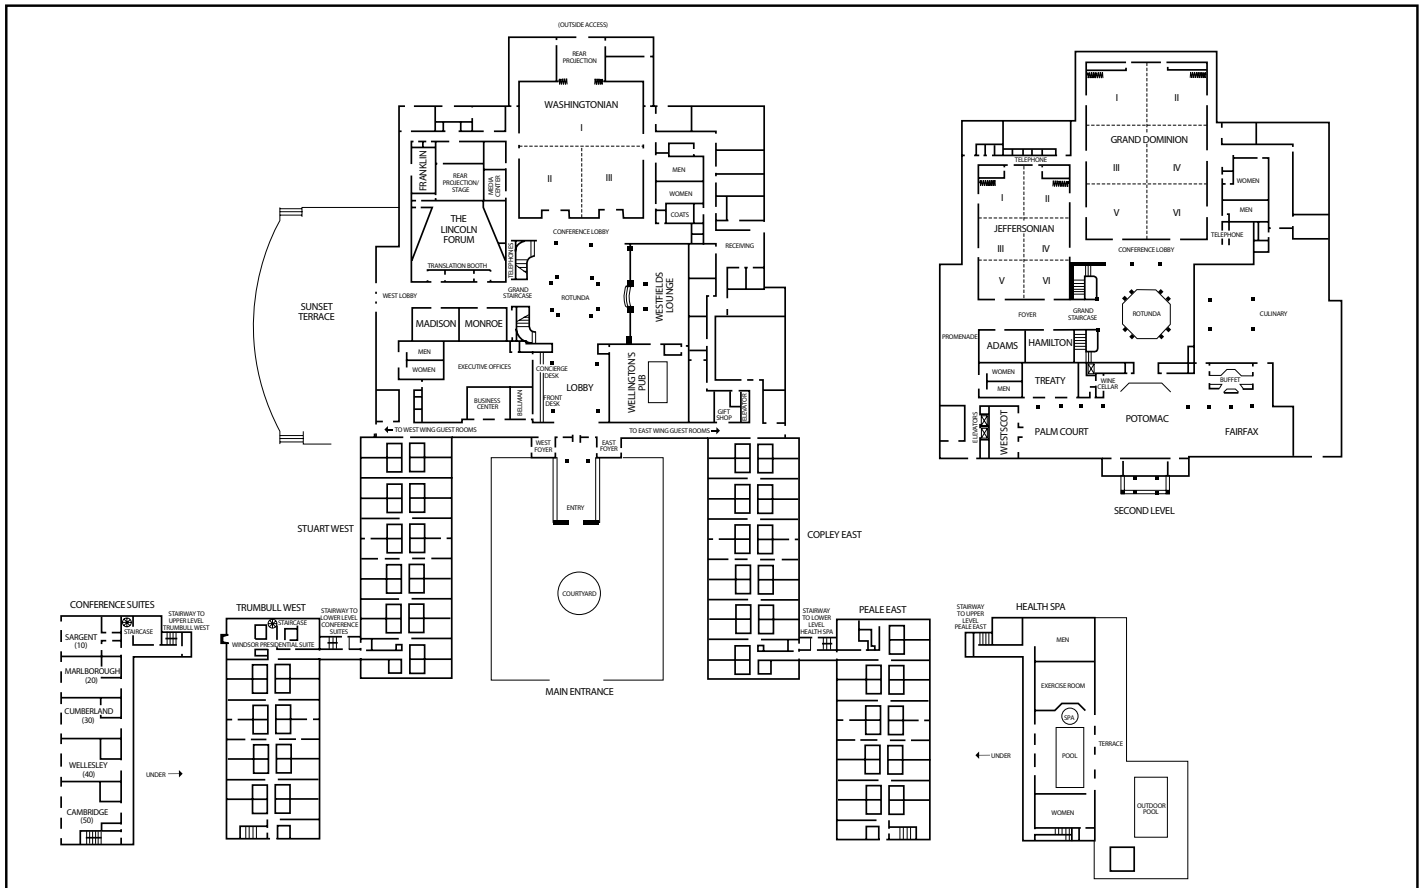 (OUTSIDE ACCESS)
REAR
PROJECTION
WASHINGTONIAN
I
II
III
FRANKLIN
REAR
PROJECTION/
STAGE
MEDIA
CENTER
MEN
WOMEN
COATS
THE
LINCOLN
FORUM
TRANSLATION BOOTH
TELEPHONES
CONFERENCE LOBBY
RECEIVING
SUNSET
TERRACE
WEST LOBBY
GRAND
STAIRCASE
ROTUNDA
WESTFIELDS
LOUNGE
MADISON
MONROE
MEN
WOMEN
EXECUTIVE OFFICES
CONCIERGE
DESK
LOBBY
WELLINGTON'S
PUB
BUSINESS
CENTER
BELLMAN
FRONT
DESK
GIFT
SHOP
ELEVATOR
TO WEST WING GUEST ROOMS
TO EAST WING GUEST ROOMS
WEST
FOYER
EAST
FOYER
ENTRY
STUART WEST
COPLEY EAST
COURTYARD
MAIN ENTRANCE
I
II
GRAND DOMINION
III
IV
V
VI
TELEPHONE
I
II
JEFFERSONIAN
III
IV
V
VI
WOMEN
MEN
TELEPHONE
CONFERENCE LOBBY
FOYER
GRAND
STAIRCASE
ROTUNDA
CULINARY
PROMENADE
ADAMS
HAMILTON
WOMEN
MEN
TREATY
WINE
CELLAR
BUFFET
ELEVATORS
WESTSCOT
PALM COURT
POTOMAC
FAIRFAX
SECOND LEVEL
CONFERENCE SUITES
STAIRWAY TO
UPPER LEVEL
TRUMBULL WEST
STAIRCASE
SARGENT
(10)
MARLBOROUGH
(20)
CUMBERLAND
(30)
WELLESLEY
(40)
CAMBRIDGE
(50)
UNDER
TRUMBULL WEST
STAIRCASE
WINDSOR PRESIDENTIAL SUITE
STAIRWAY TO
LOWER LEVEL
CONFERENCE
SUITES
STAIRWAY
TO LOWER
LEVEL
HEALTH SPA
PEALE EAST
STAIRWAY
TO UPPER
LEVEL
PEALE EAST
HEALTH SPA
MEN
EXERCISE ROOM
SPA
POOL
TERRACE
UNDER
WOMEN
OUTDOOR
POOL